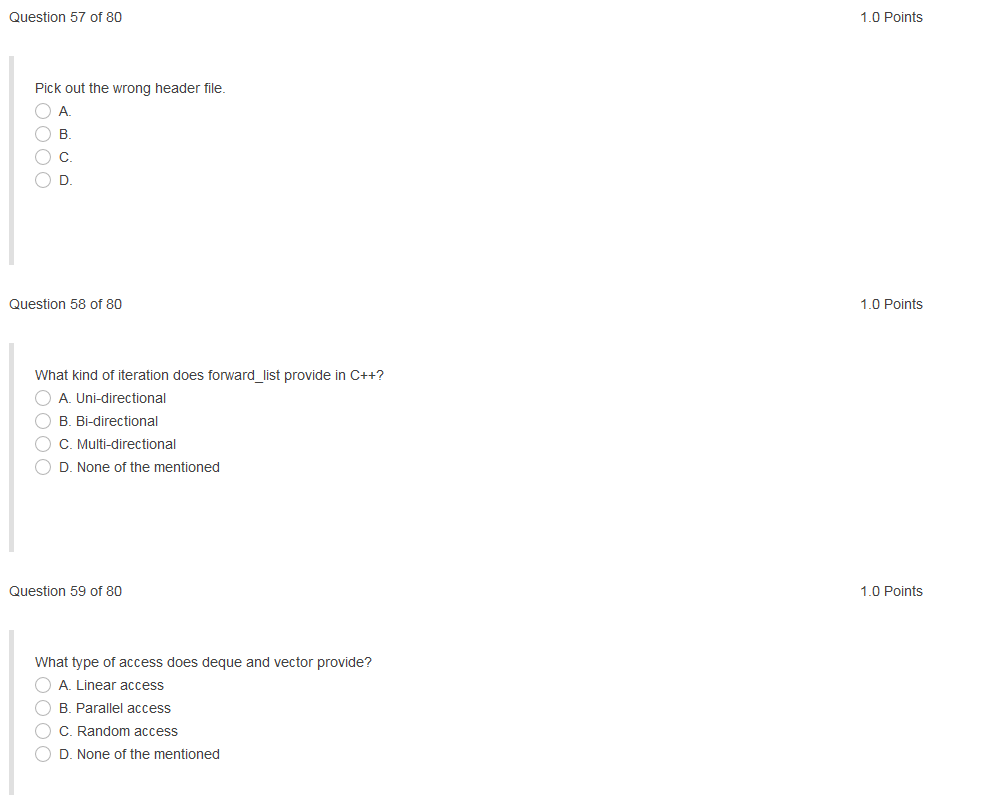 Question 57 of 80
1.0 Points
Pick out the wrong header file.
A.
B.
C.
D.
Question 58 of 80
1.0 Points
What kind of iteration does forward_list provide in C++?
A. Uni-directional
B. Bi-directional
C. Multi-directional
D. None of the mentioned
Question 59 of 80
1.0 Points
What type of access does deque and vector provide?
A. Linear access
B. Parallel access
C. Random access
D. None of the mentioned